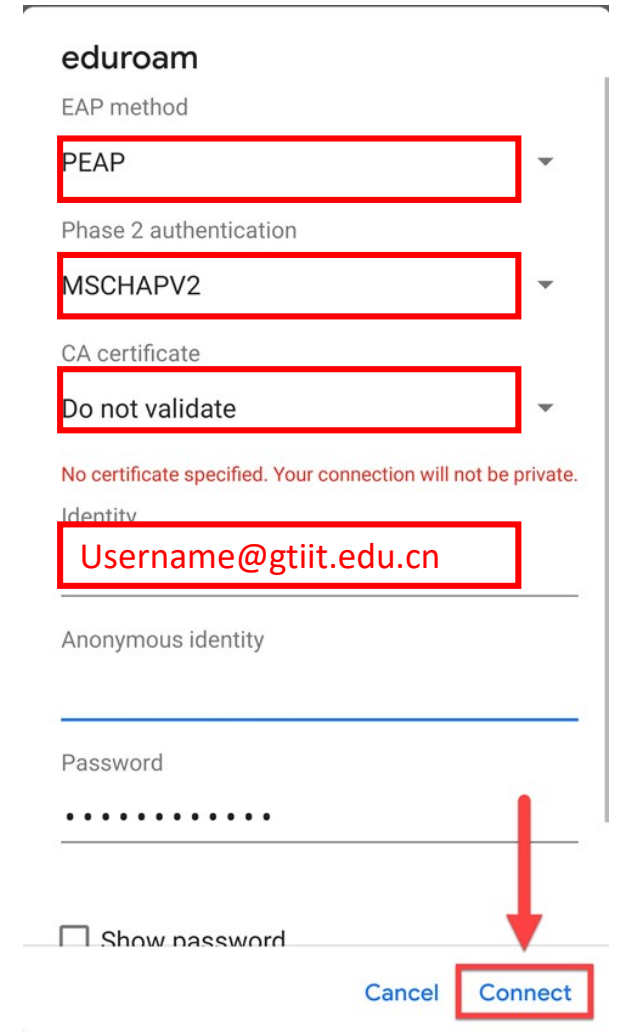 eduroam
EAP method
PEAP
Phase 2 authentication
MSCHAPV2
CA certificate
Do not validate
No certificate specified. Your connection will not be private.
Identity
Username@gtiit.edu.cn
Anonymous identity
Password
••••••••••••
Show password
Cancel Connect